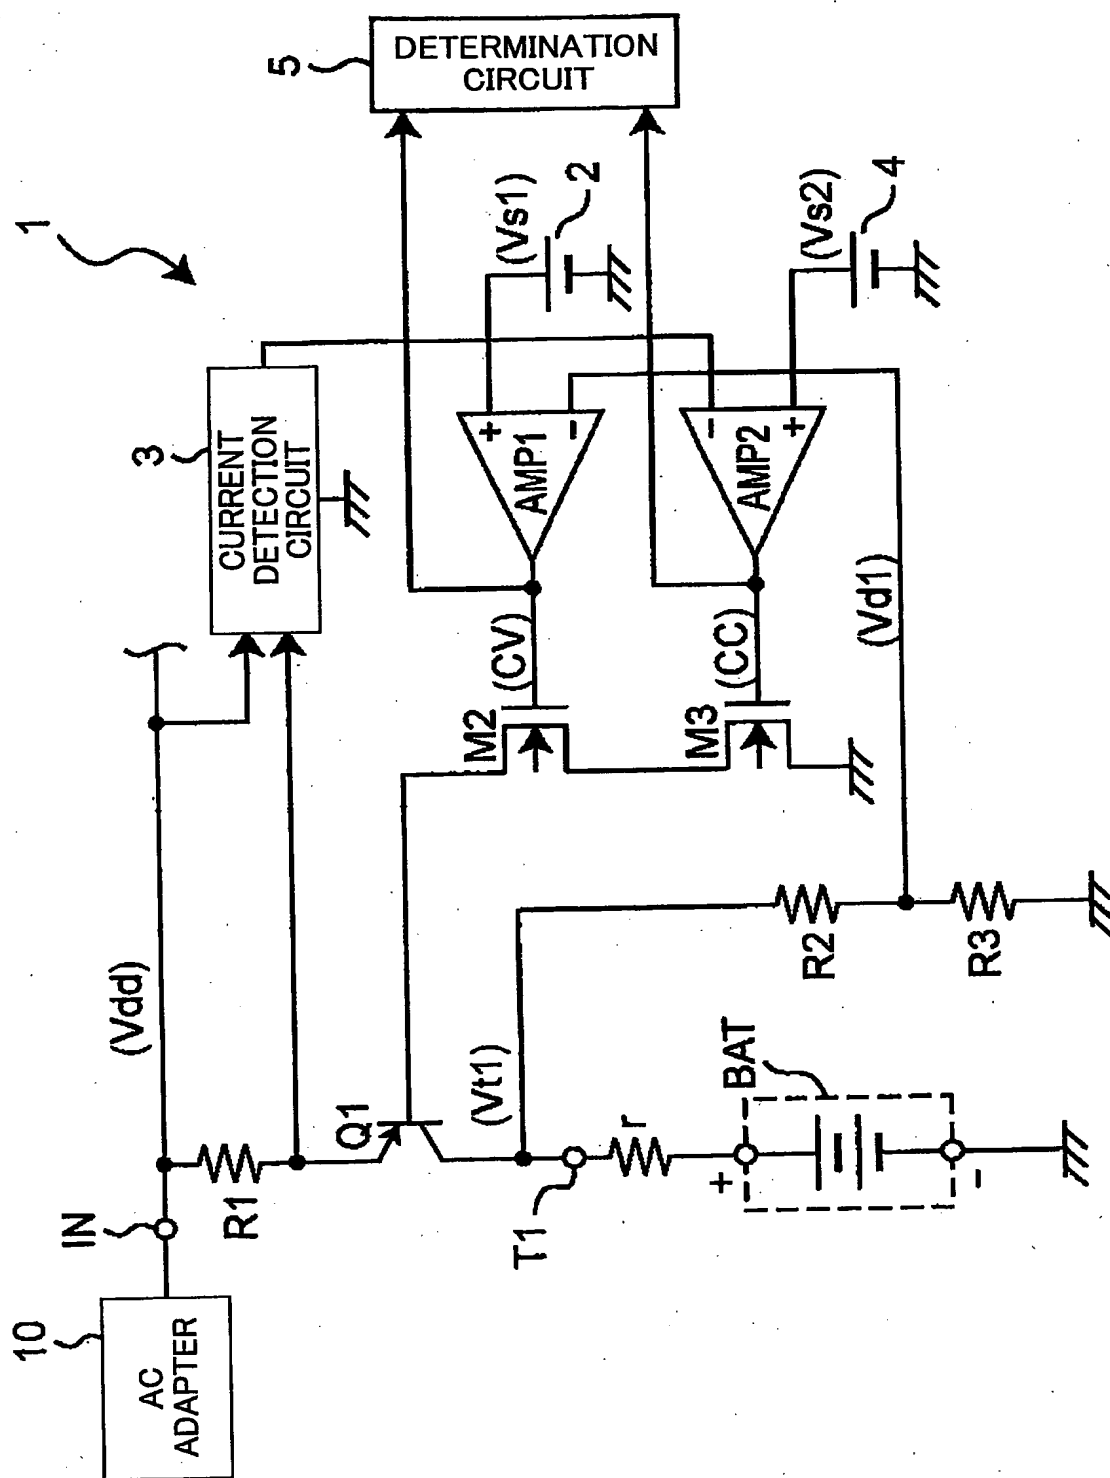 1
10
AC
ADAPTER
IN
(Vdd)
R1
3
CURRENT
DETECTION
CIRCUIT
5
DETERMINATION
CIRCUIT
Q1
(Vt1)
T1
r
BAT
+
-
R2
R3
(Vd1)
M2
(CV)
M3
(CC)
AMP1
+
-
AMP2
-
+
(Vs1)
2
(Vs2)
4